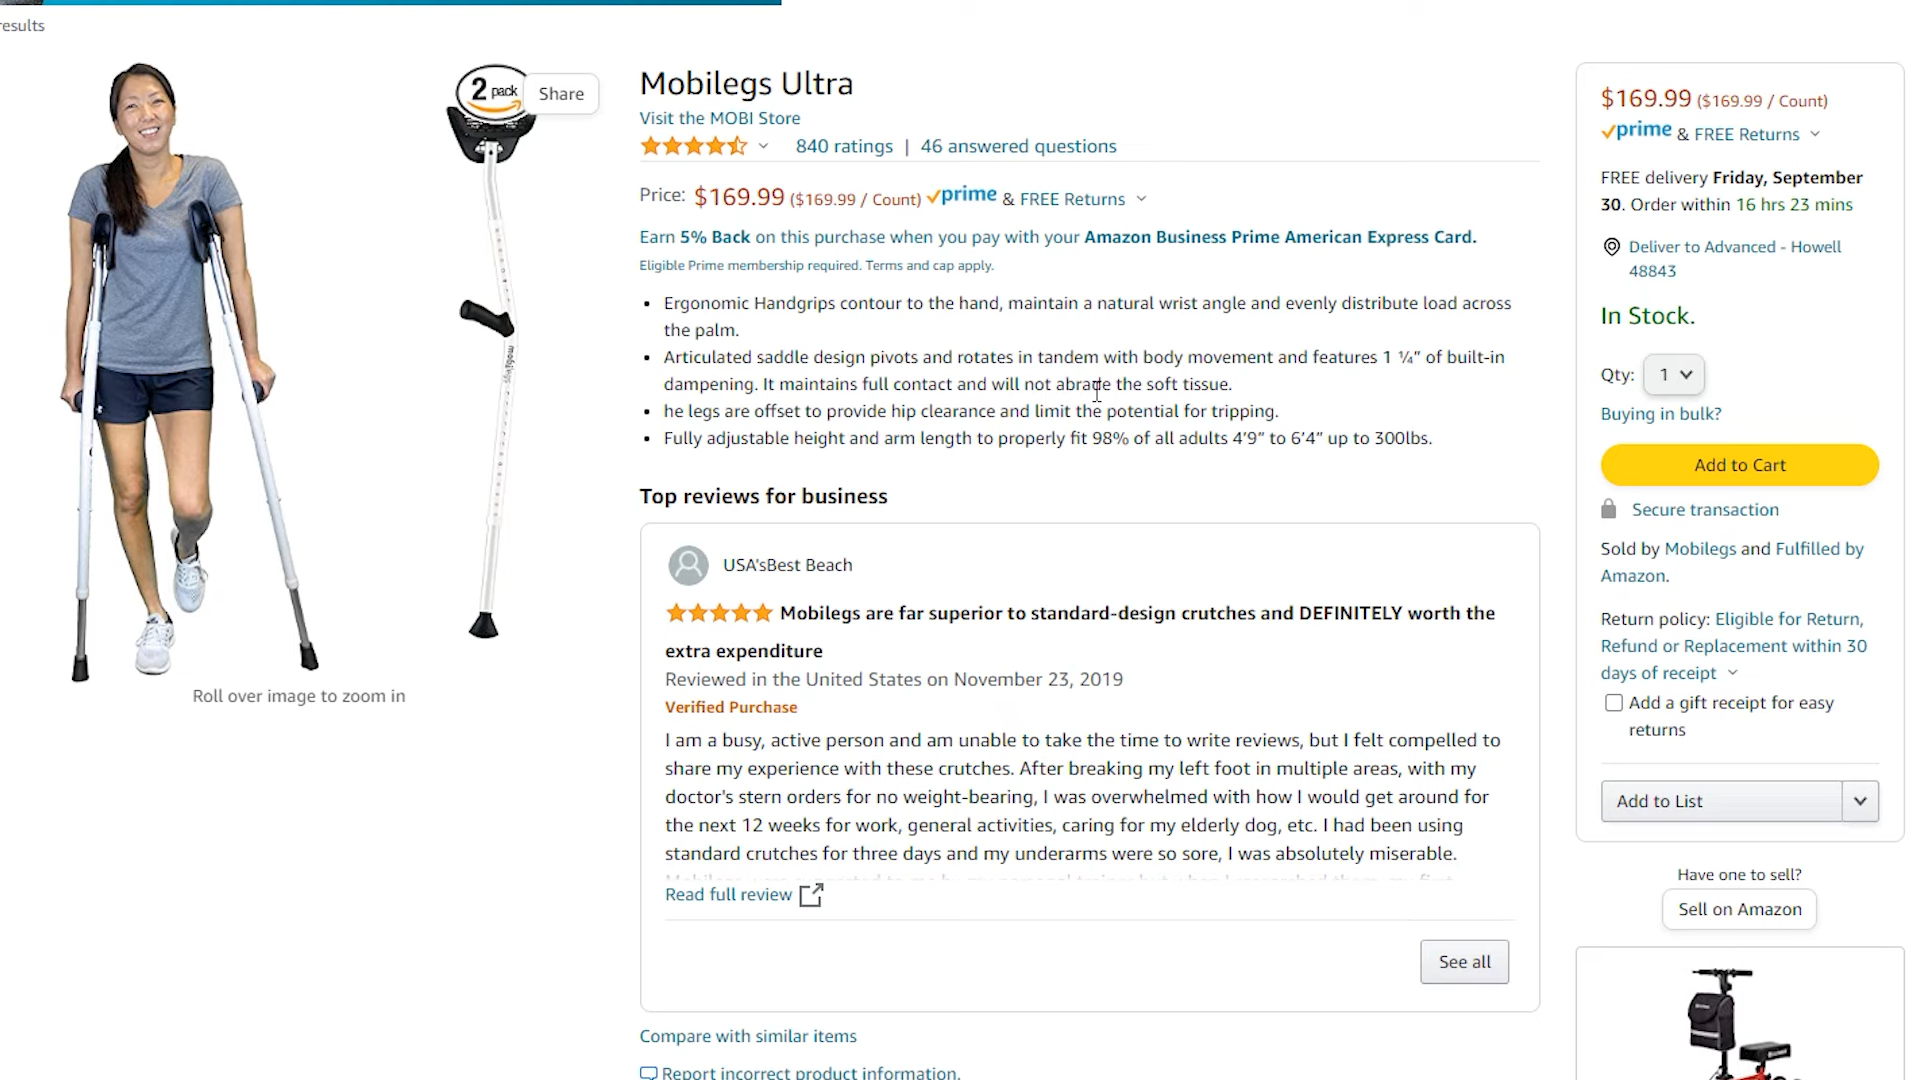 results
2 pack
Share
Mobilegs Ultra
Visit the MOBI Store
840 ratings | 46 answered questions
Price: $169.99 ($169.99 / Count) prime & FREE Returns
Earn 5% Back on this purchase when you pay with your Amazon Business Prime American Express Card.
Eligible Prime membership required. Terms and cap apply.
• Ergonomic Handgrips contour to the hand, maintain a natural wrist angle and evenly distribute load across
the palm.
• Articulated saddle design pivots and rotates in tandem with body movement and features 1 ¼” of built-in
dampening. It maintains full contact and will not abrade the soft tissue.
• he legs are offset to provide hip clearance and limit the potential for tripping.
• Fully adjustable height and arm length to properly fit 98% of all adults 4’9” to 6’4” up to 300lbs.
Top reviews for business
USA'sBest Beach
Mobilegs are far superior to standard-design crutches and DEFINITELY worth the
extra expenditure
Reviewed in the United States on November 23, 2019
Verified Purchase
I am a busy, active person and am unable to take the time to write reviews, but I felt compelled to
share my experience with these crutches. After breaking my left foot in multiple areas, with my
doctor's stern orders for no weight-bearing, I was overwhelmed with how I would get around for
the next 12 weeks for work, general activities, caring for my elderly dog, etc. I had been using
standard crutches for three days and my underarms were so sore, I was absolutely miserable.
Read full review
See all
Compare with similar items
Report incorrect product information.
Roll over image to zoom in
mobilegs
$169.99 ($169.99 / Count)
prime & FREE Returns
FREE delivery Friday, September
30. Order within 16 hrs 23 mins
Deliver to Advanced - Howell
48843
In Stock.
Qty: 1
Buying in bulk?
Add to Cart
Secure transaction
Sold by Mobilegs and Fulfilled by
Amazon.
Return policy: Eligible for Return,
Refund or Replacement within 30
days of receipt
Add a gift receipt for easy
returns
Add to List
Have one to sell?
Sell on Amazon